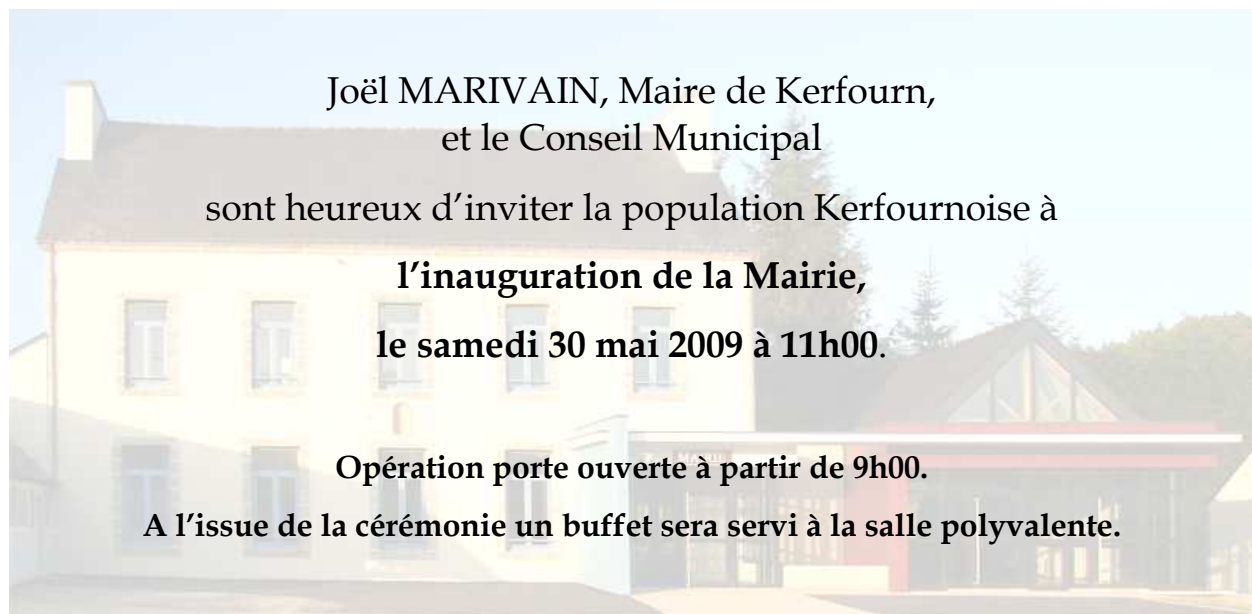 Joël MARIVAIN, Maire de Kerfourn,
et le Conseil Municipal
sont heureux d’inviter la population Kerfournoise à
l’inauguration de la Mairie,
le samedi 30 mai 2009 à 11h00.
Opération porte ouverte à partir de 9h00.
MAIRIE
A l’issue de la cérémonie un buffet sera servi à la salle polyvalente.